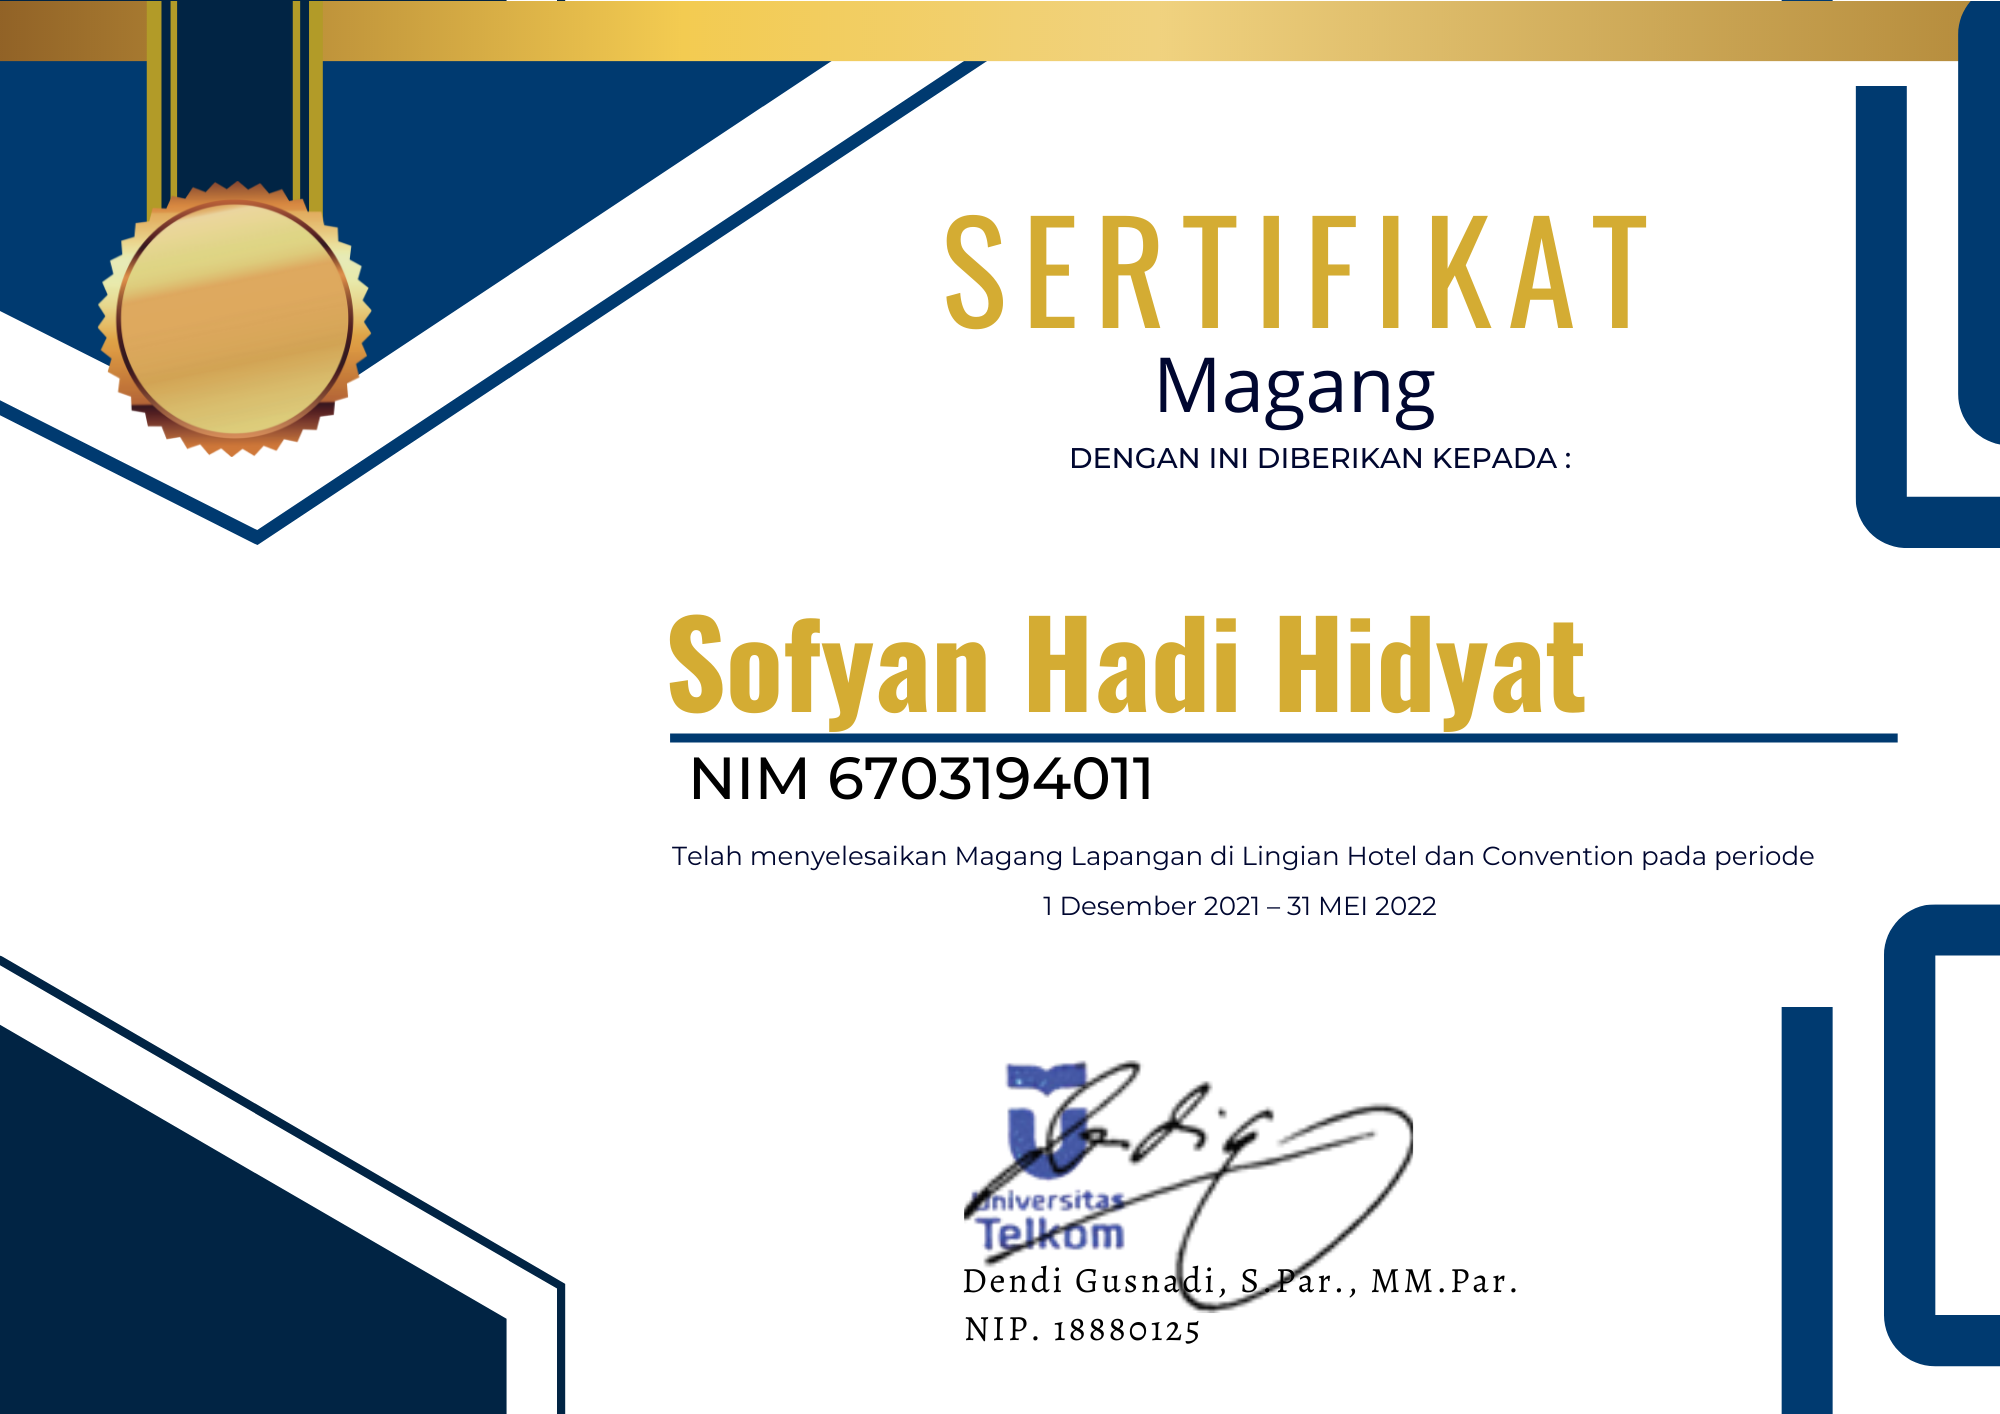 SERTIFIKAT
Magang
DENGAN INI DIBERIKAN KEPADA :
Sofyan Hadi Hidyat
NIM 6703194011
Telah menyelesaikan Magang Lapangan di Lingian Hotel dan Convention pada periode
1 Desember 2021 – 31 MEI 2022
Universitas
Telkom
Dendi Gusnadi, S.Par., MM.Par.
NIP. 18880125